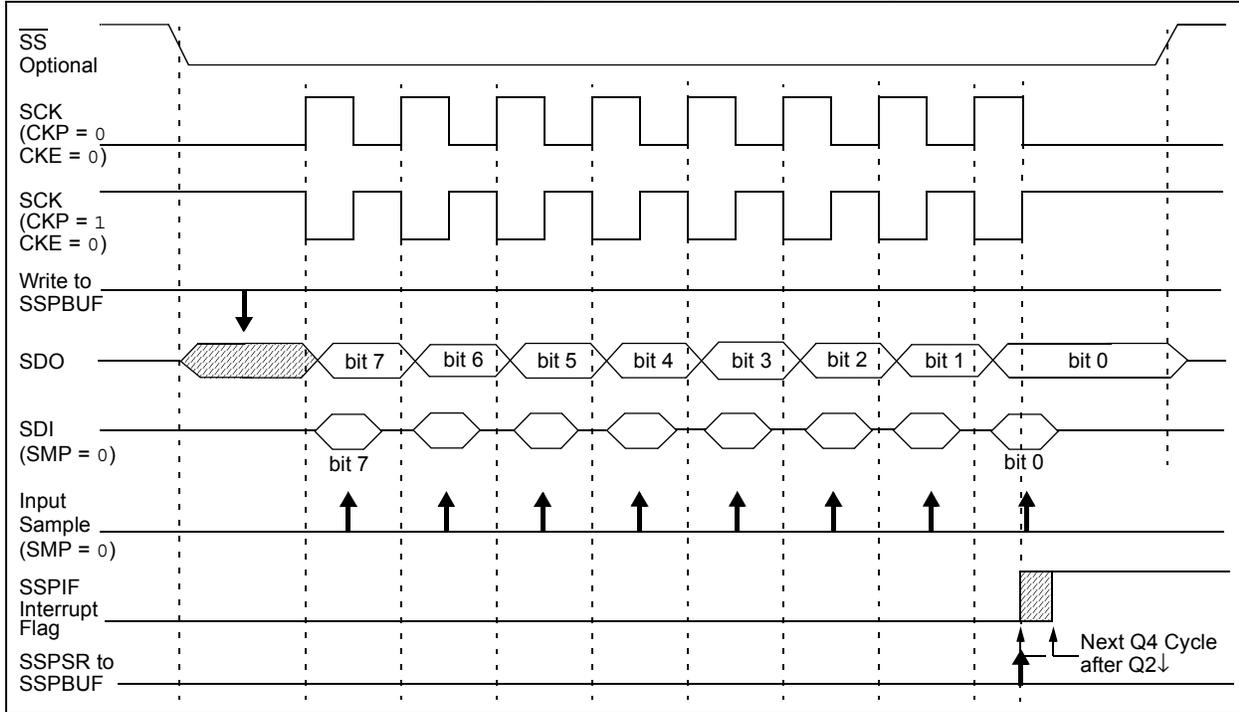 SS
Optional
SCK
(CKP = 0
CKE = 0)
SCK
(CKP = 1
CKE = 0)
Write to
SSPBUF
SDO
bit 7
bit 6
bit 5
bit 4
bit 3
bit 2
bit 1
bit 0
SDI
(SMP = 0)
bit 7
bit 0
Input
Sample
(SMP = 0)
SSPIF
Interrupt
Flag
Next Q4 Cycle
after Q2↓
SSPSR to
SSPBUF